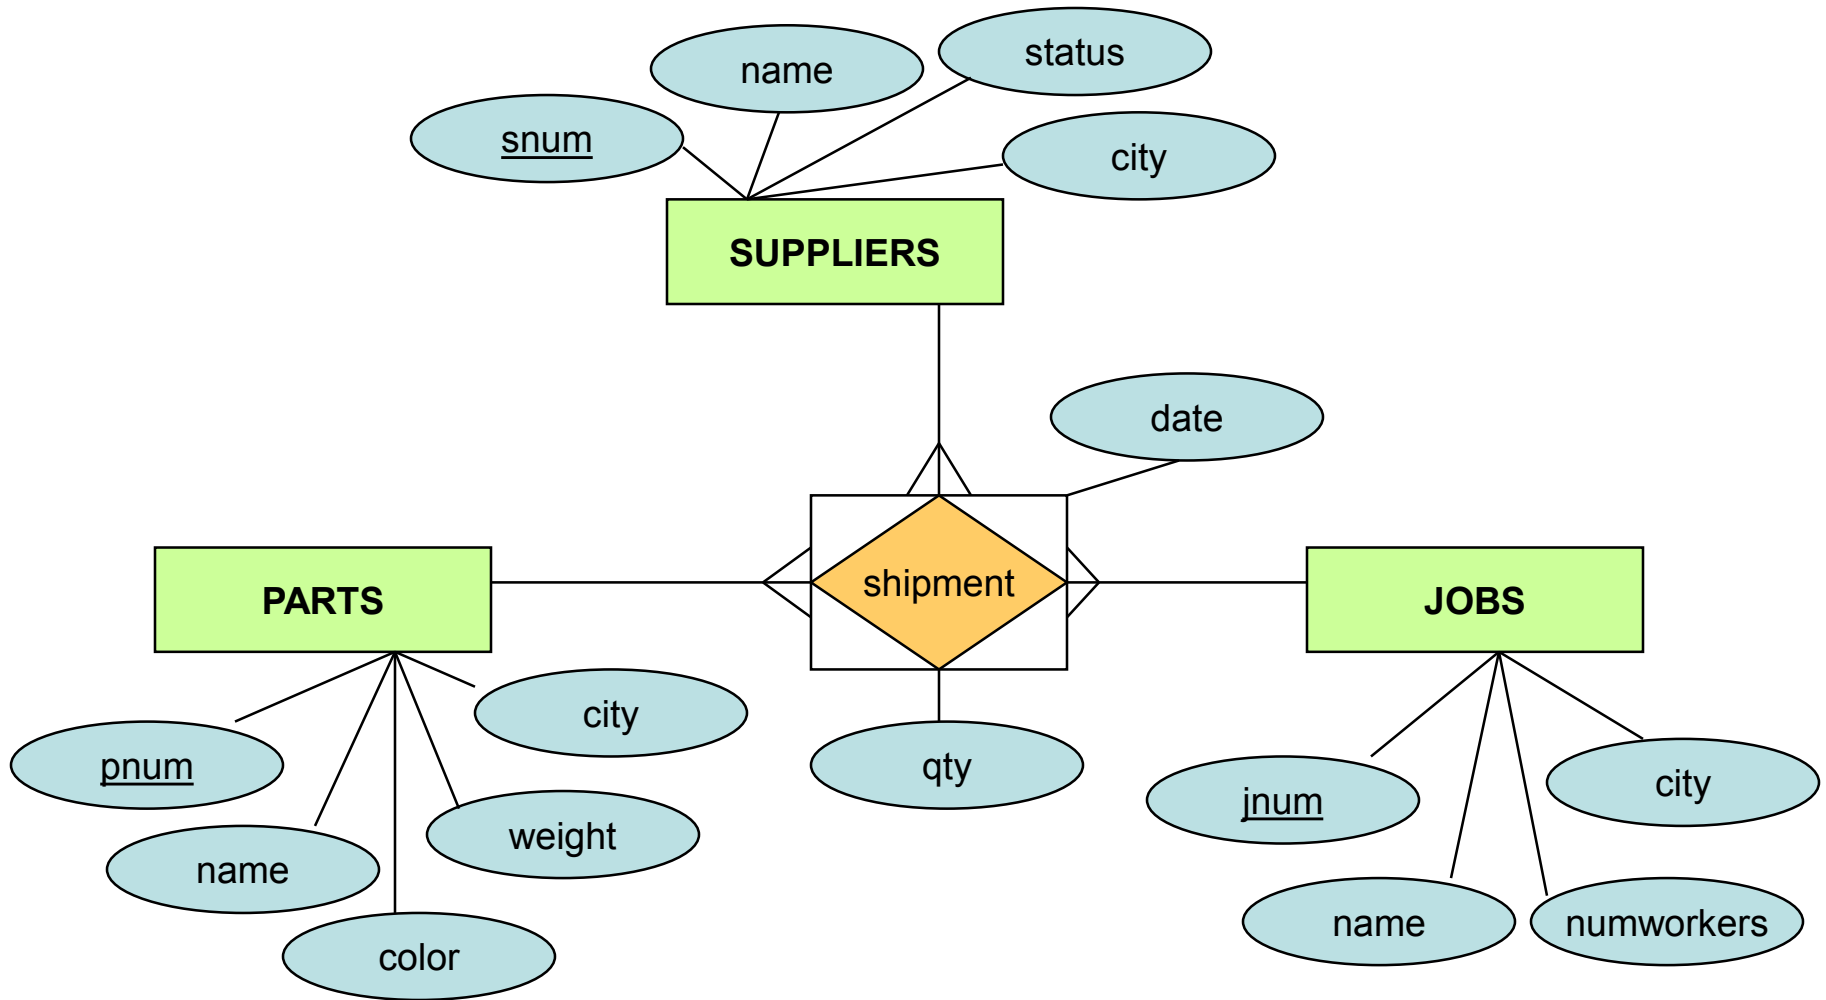 status
name
snum
city
SUPPLIERS
date
shipment
PARTS
JOBS
city
pnum
qty
city
jnum
weight
name
name
numworkers
color